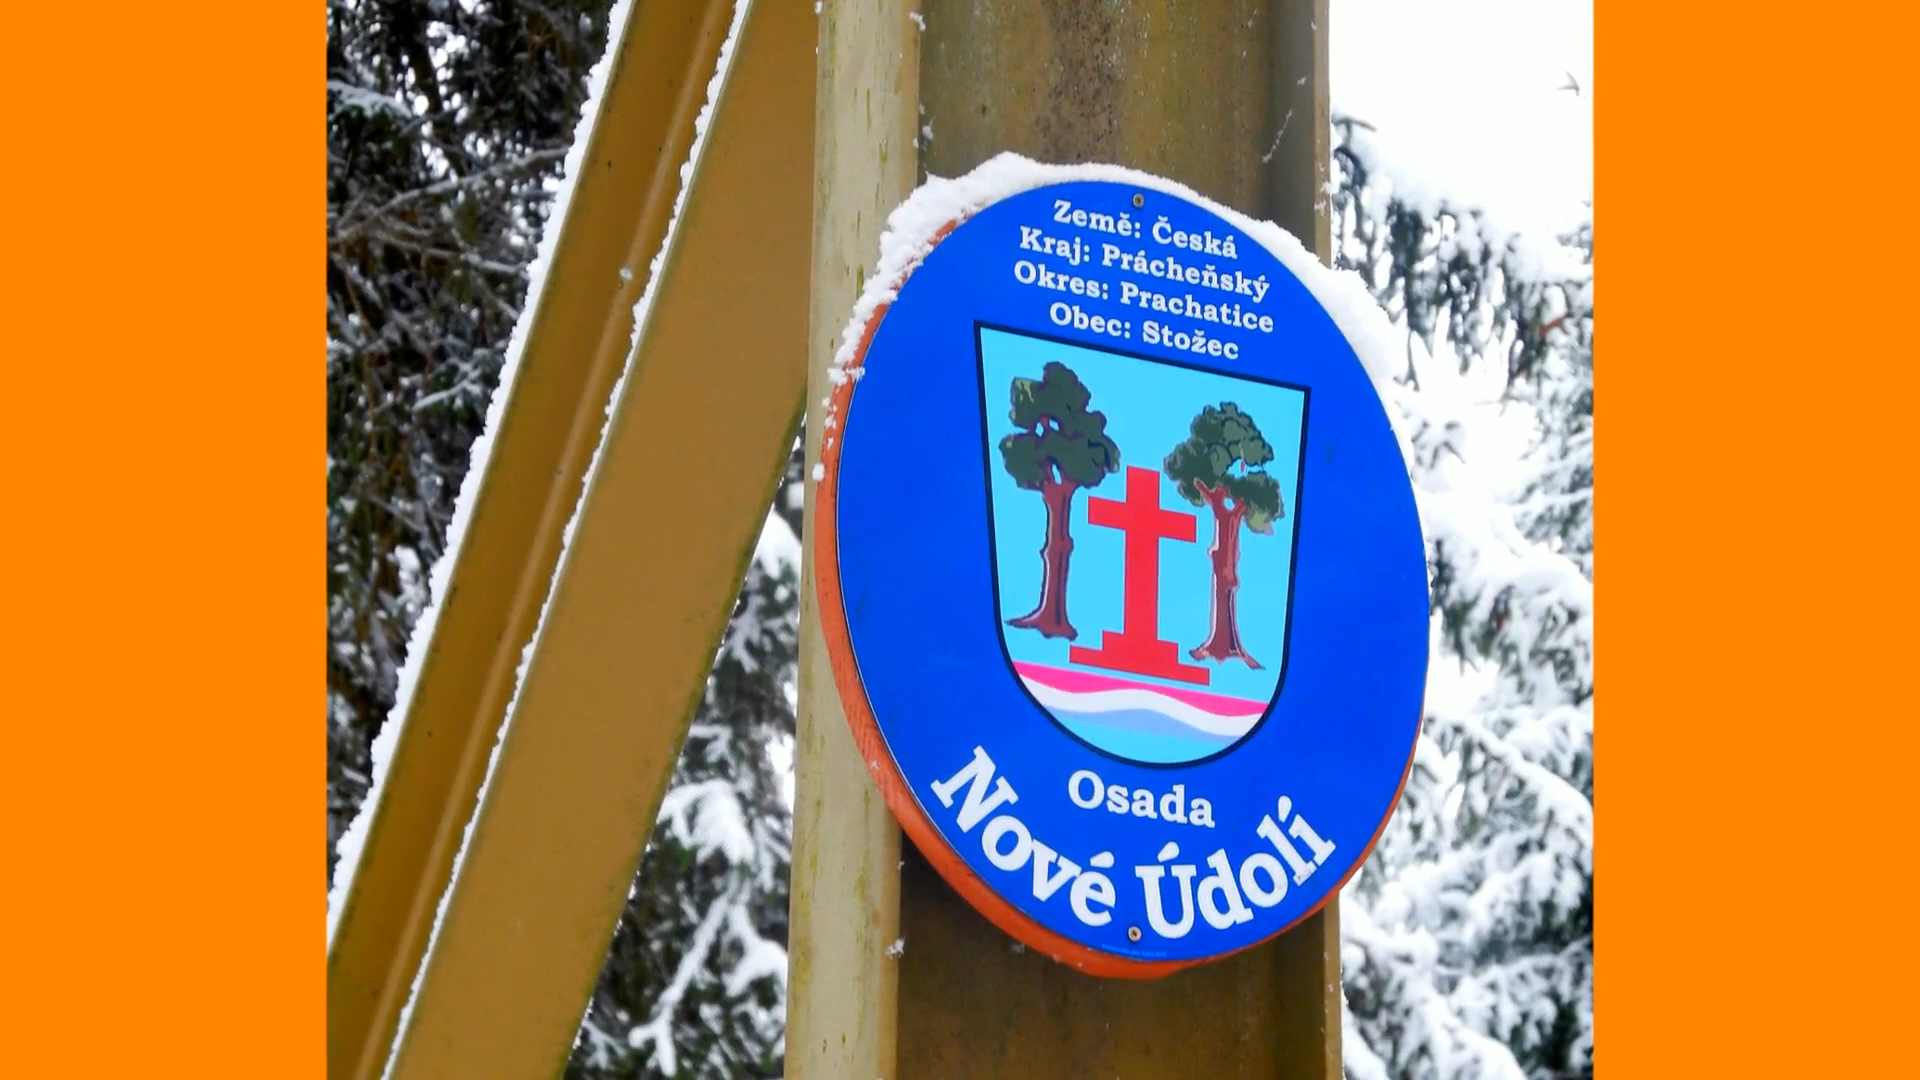 Země: Česká
Kraj: Prácheňský
Okres: Prachatice
Obec: Stožec
Osada
Nové Údolí